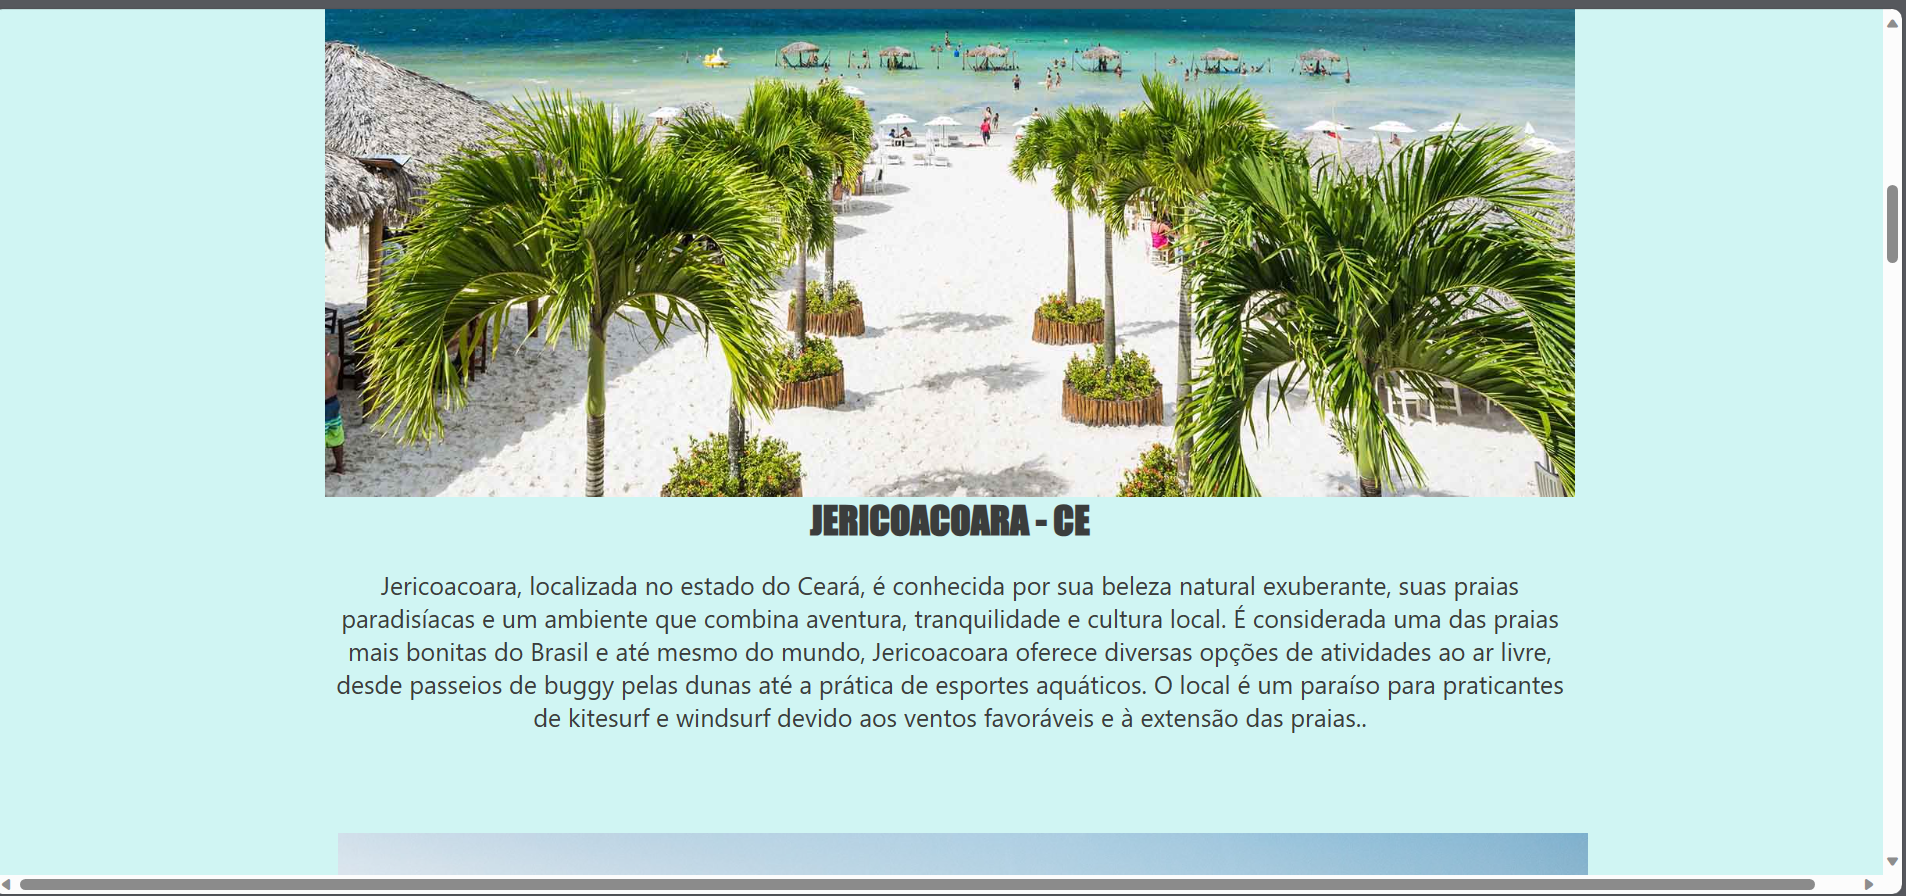 JERICOACOARA - CE
Jericoacoara, localizada no estado do Ceará, é conhecida por sua beleza natural exuberante, suas praias
paradisíacas e um ambiente que combina aventura, tranquilidade e cultura local. É considerada uma das praias
mais bonitas do Brasil e até mesmo do mundo, Jericoacoara oferece diversas opções de atividades ao ar livre,
desde passeios de buggy pelas dunas até a prática de esportes aquáticos. O local é um paraíso para praticantes
de kitesurf e windsurf devido aos ventos favoráveis e à extensão das praias..